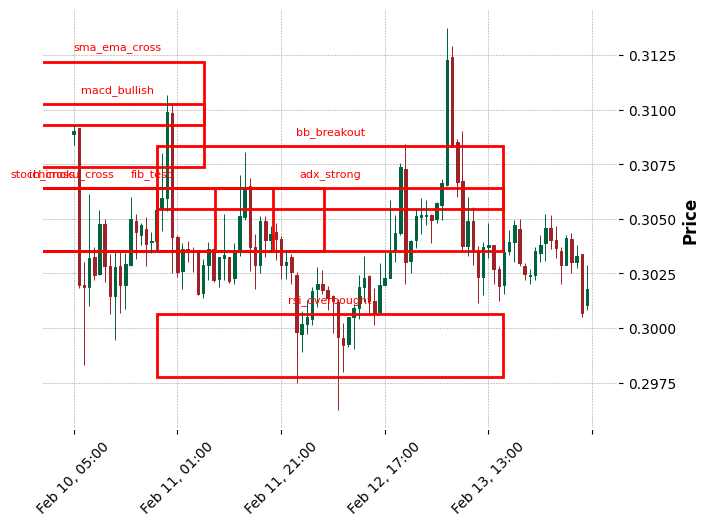 sma_ema_cross
0.3125
macd_bullish
0.3100
bb_breakout
0.3075
fib_test
adx_strong
0.3050
Price
0.3025
rsi_overbought
0.3000
0.2975
Feb 10, 05:00
Feb 11, 01:00
Feb 11, 21:00
Feb 12, 17:00
Feb 13, 13:00